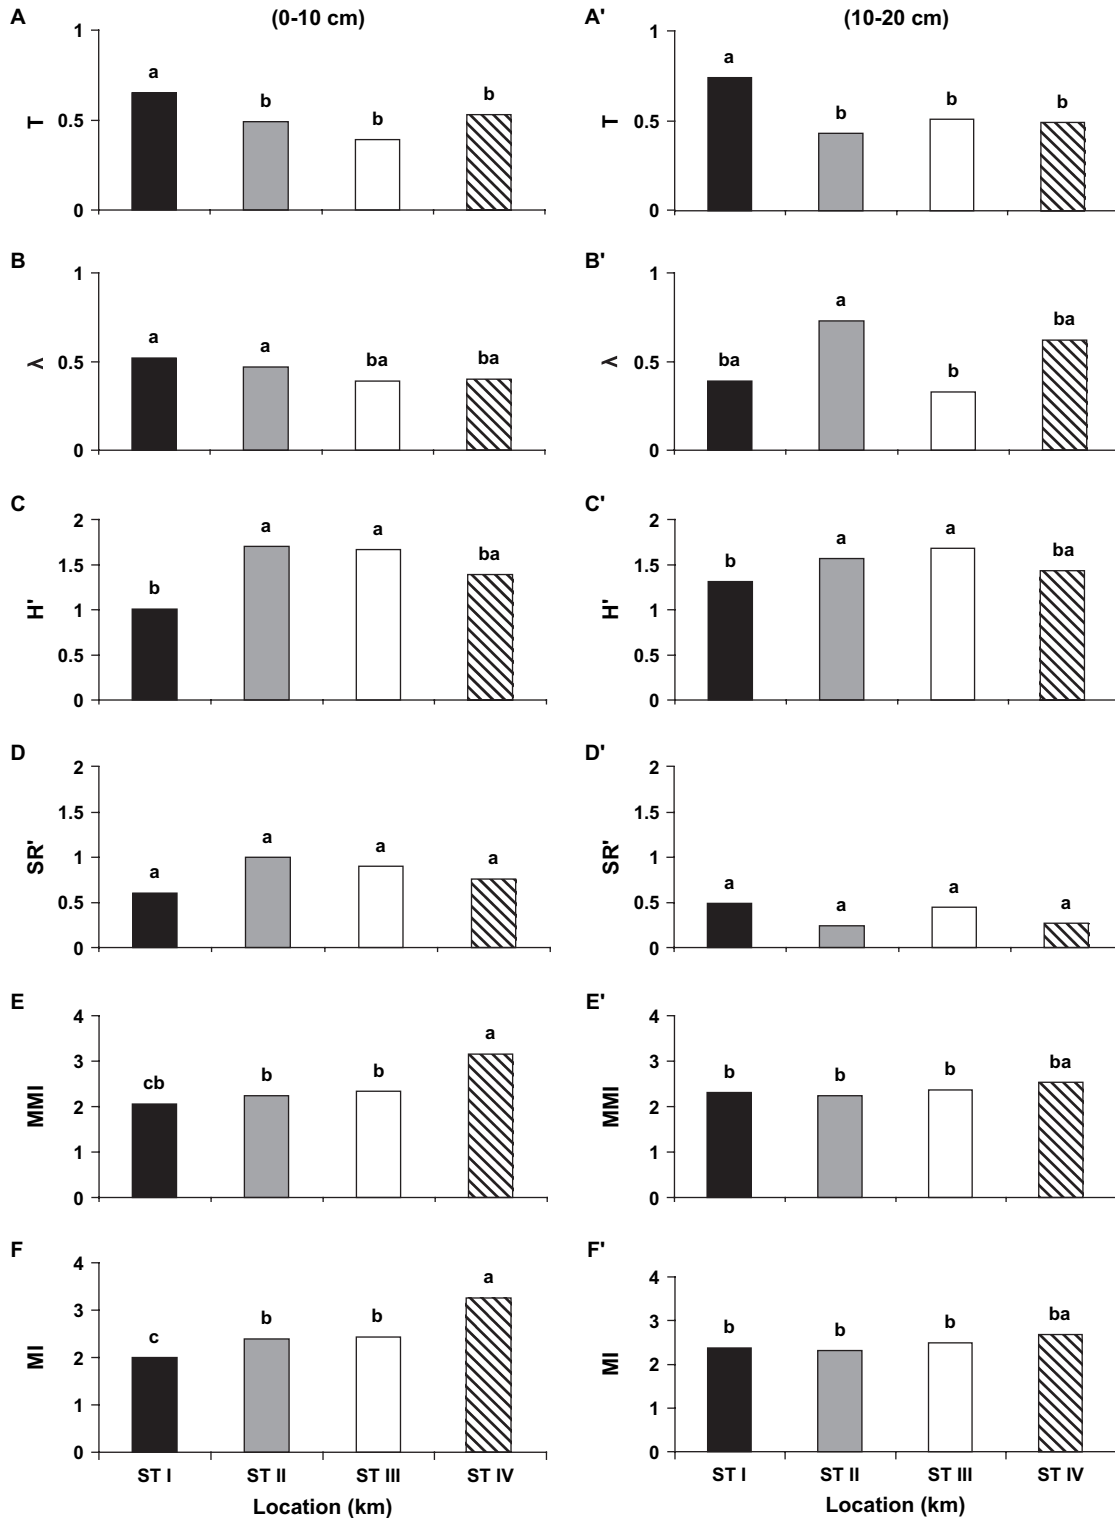 A (0-10 cm)
1
a
b
b
b
T 0.5
0
A' (10-20 cm)
1
a
b
b
b
T 0.5
0
B
1
a
a
ba
ba
λ 0.5
0
B'
1
ba
a
b
ba
λ 0.5
0
C
2
b
a
a
ba
1.5
H' 1
0.5
0
C'
2
b
a
a
ba
1.5
H' 1
0.5
0
D
2
1.5
a
a
a
a
SR' 1
0.5
0
D'
2
1.5
SR' 1
a
a
a
a
0.5
0
E
4
cb
b
b
a
3
MMI 2
1
0
E'
4
3
b
b
b
ba
MMI 2
1
0
F
4
c
b
b
a
3
MI 2
1
0
ST I ST II ST III ST IV
Location (km)
F'
4
b
b
b
ba
3
MI 2
1
0
ST I ST II ST III ST IV
Location (km)